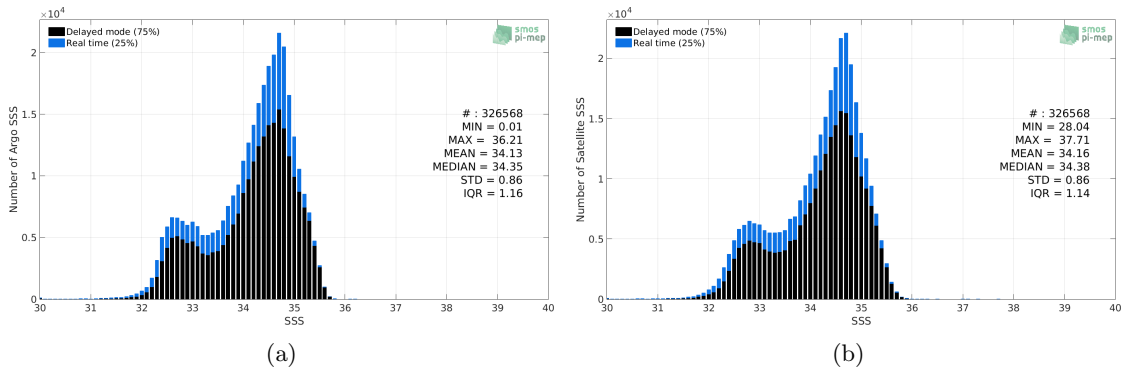 ×10⁴
Delayed mode (75%)
Real time (25%)
smos
pi-mep
Number of Argo SSS
2
1.5
1
0.5
0
# : 326568
MIN = 0.01
MAX = 36.21
MEAN = 34.13
MEDIAN = 34.35
STD = 0.86
IQR = 1.16
30 31 32 33 34 35 36 37 38 39 40
SSS
(a)
×10⁴
Delayed mode (75%)
Real time (25%)
smos
pi-mep
Number of Satellite SSS
2
1.5
1
0.5
0
# : 326568
MIN = 28.04
MAX = 37.71
MEAN = 34.16
MEDIAN = 34.38
STD = 0.86
IQR = 1.14
30 31 32 33 34 35 36 37 38 39 40
SSS
(b)